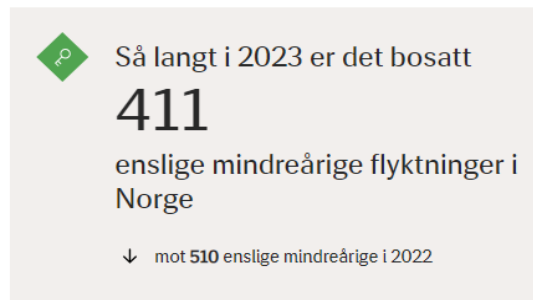 Så langt i 2023 er det bosatt
411
enslige mindreårige flyktninger i
Norge
↓ mot 510 enslige mindreårige i 2022